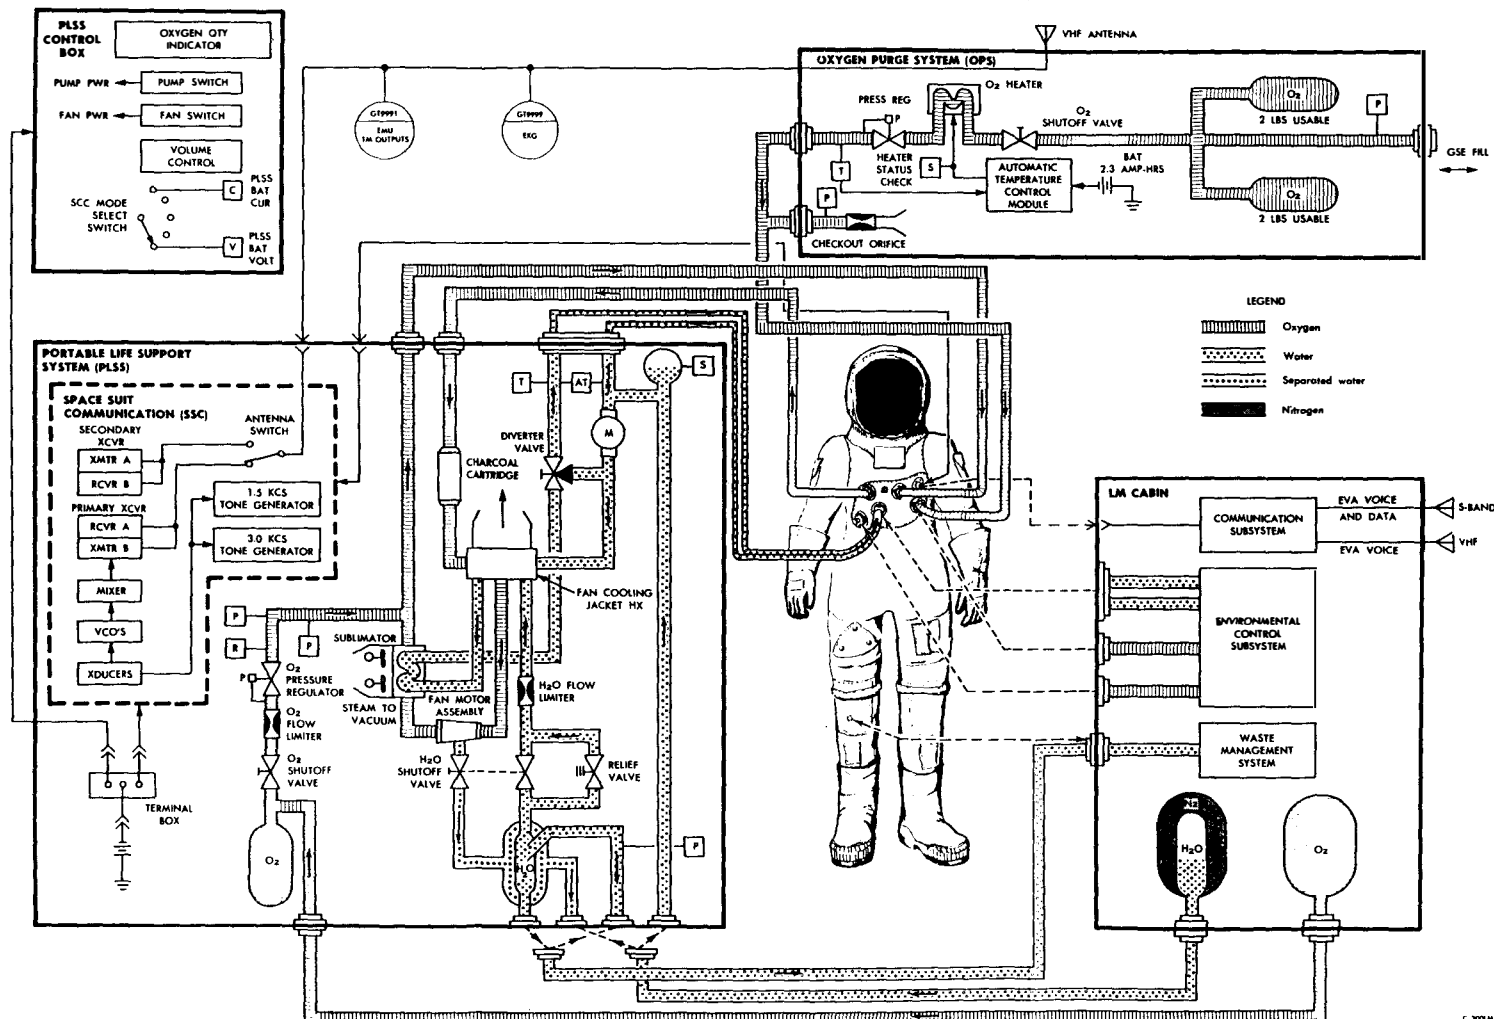 PLSS
CONTROL
BOX
OXYGEN QTY
INDICATOR
PUMP PWR
PUMP SWITCH
FAN PWR
FAN SWITCH
VOLUME
CONTROL
SCC MODE
SELECT
SWITCH
C
PLSS
BAT
CUR
V
PLSS
BAT
VOLT
GT9991
EMU
TM OUTPUTS
GT9999
EKG
VHF ANTENNA
OXYGEN PURGE SYSTEM (OPS)
O2 HEATER
PRESS REG
P
O2
SHUTOFF VALVE
O2
2 LBS USABLE
P
GSE FILL
T
HEATER
STATUS
CHECK
S
AUTOMATIC
TEMPERATURE
CONTROL
MODULE
BAT
2.3 AMP-HRS
O2
2 LBS USABLE
P
CHECKOUT ORIFICE
LEGEND
Oxygen
Water
Separated water
Nitrogen
PORTABLE LIFE SUPPORT
SYSTEM (PLSS)
SPACE SUIT
COMMUNICATION (SSC)
SECONDARY
XCVR
XMTR A
RCVR B
ANTENNA
SWITCH
1.5 KCS
TONE GENERATOR
PRIMARY XCVR
RCVR A
XMTR B
3.0 KCS
TONE GENERATOR
MIXER
VCO'S
XDUCERS
TERMINAL
BOX
T
AT
S
M
DIVERTER
VALVE
CHARCOAL
CARTRIDGE
FAN COOLING
JACKET HX
P
R
P
SUBLIMATOR
P
O2
PRESSURE
REGULATOR
STEAM TO
VACUUM
FAN MOTOR
ASSEMBLY
H2O FLOW
LIMITER
O2
FLOW
LIMITER
O2
SHUTOFF
VALVE
H2O
SHUTOFF
VALVE
RELIEF
VALVE
O2
H2O
P
LM CABIN
COMMUNICATION
SUBSYSTEM
EVA VOICE
AND DATA
S-BAND
EVA VOICE
VHF
ENVIRONMENTAL
CONTROL
SUBSYSTEM
WASTE
MANAGEMENT
SYSTEM
N2
H2O
O2